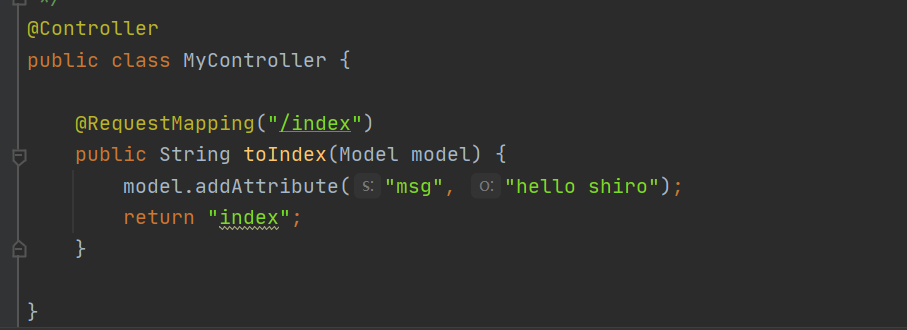 */
@Controller
public class MyController {
@RequestMapping("/index")
public String toIndex(Model model) {
model.addAttribute( s: "msg", o: "hello shiro");
return "index";
}
}